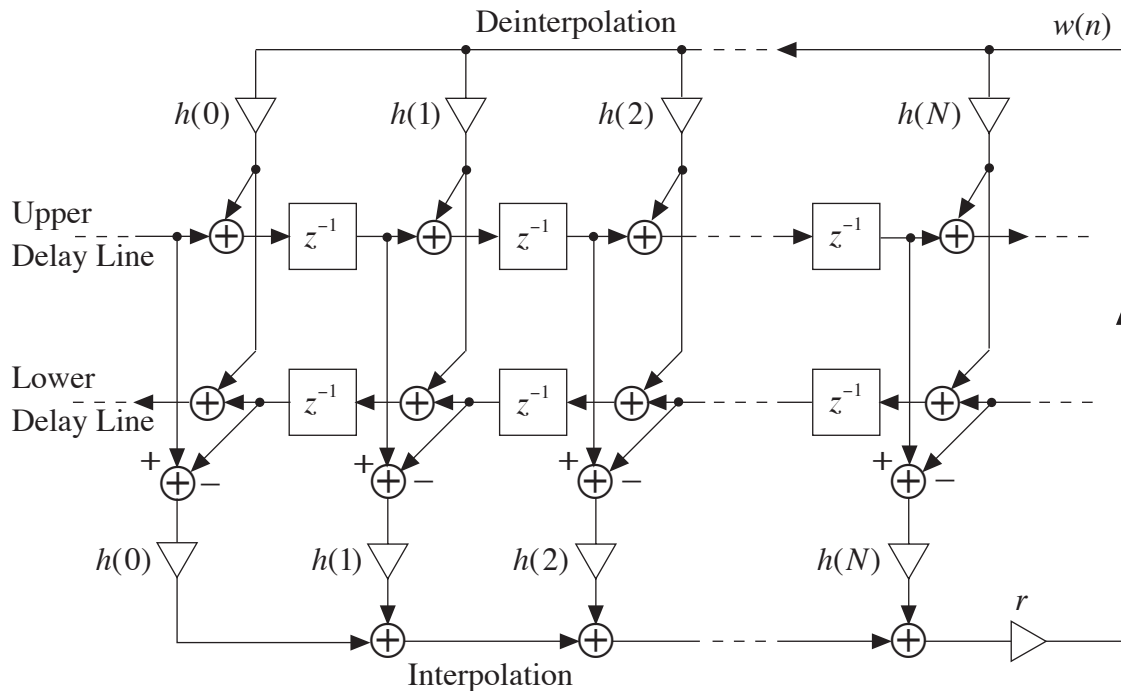 Deinterpolation
w(n)
h(0)
h(1)
h(2)
h(N)
Upper
Delay Line
z⁻¹
z⁻¹
z⁻¹
Lower
Delay Line
z⁻¹
z⁻¹
z⁻¹
+ −
+ −
+ −
+ −
h(0)
h(1)
h(2)
h(N)
r
Interpolation